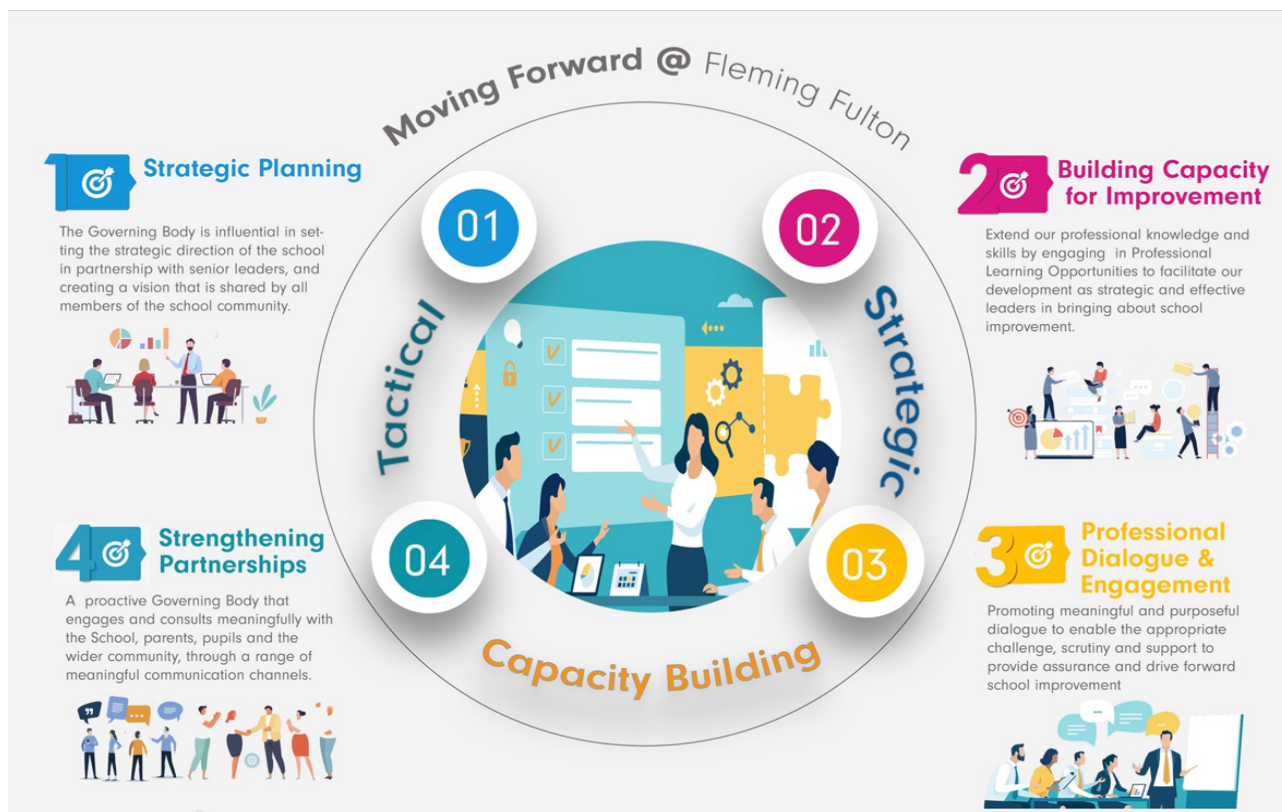 Moving Forward @ Fleming Fulton
1
Strategic Planning
The Governing Body is influential in set-
ting the strategic direction of the school
in partnership with senior leaders, and
creating a vision that is shared by all
members of the school community.
2
Building Capacity
for Improvement
Extend our professional knowledge and
skills by engaging in Professional
Learning Opportunities to facilitate our
development as strategic and effective
leaders in bringing about school
improvement.
01
02
Tactical
Strategic
04
03
Capacity Building
4
Strengthening
Partnerships
A proactive Governing Body that
engages and consults meaningfully with
the School, parents, pupils and the
wider community, through a range of
meaningful communication channels.
3
Professional
Dialogue &
Engagement
Promoting meaningful and purposeful
dialogue to enable the appropriate
challenge, scrutiny and support to
provide assurance and drive forward
school improvement